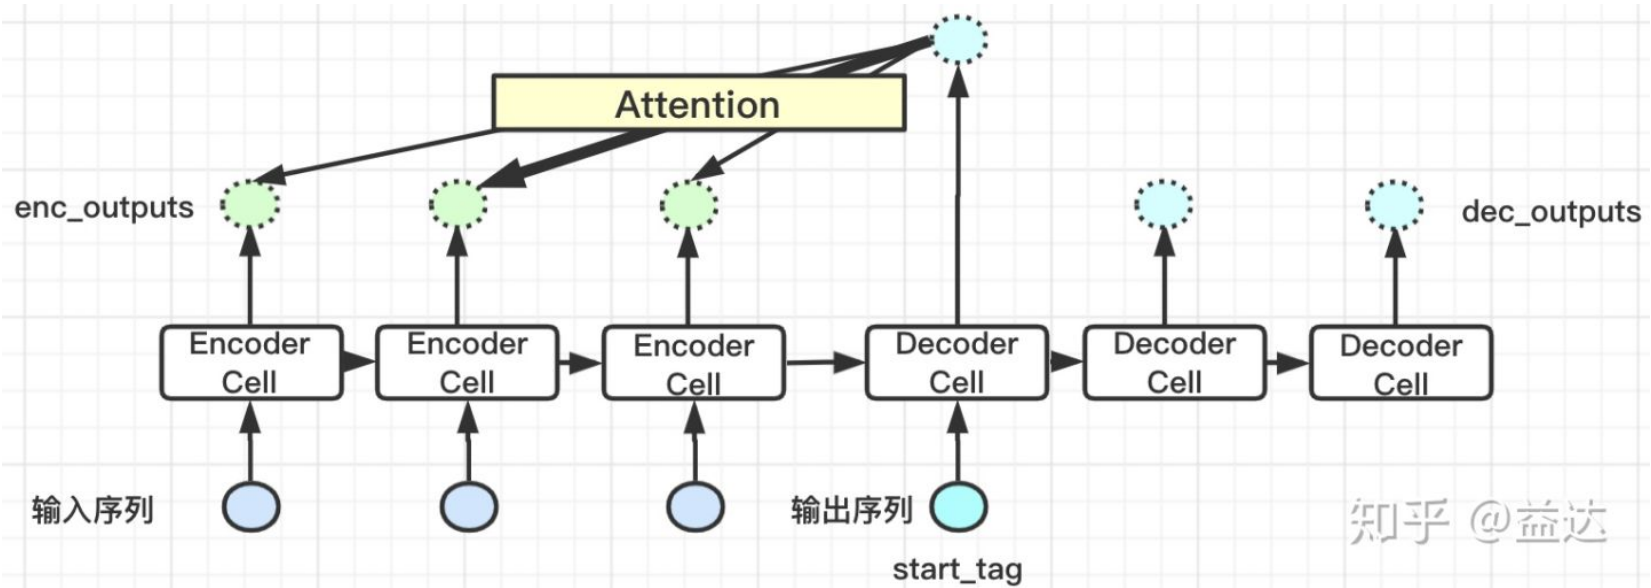 Attention
enc_outputs
dec_outputs
Encoder
Cell
Encoder
Cell
Encoder
Cell
Decoder
Cell
Decoder
Cell
Decoder
Cell
输入序列
输出序列
start_tag
知乎 @益达